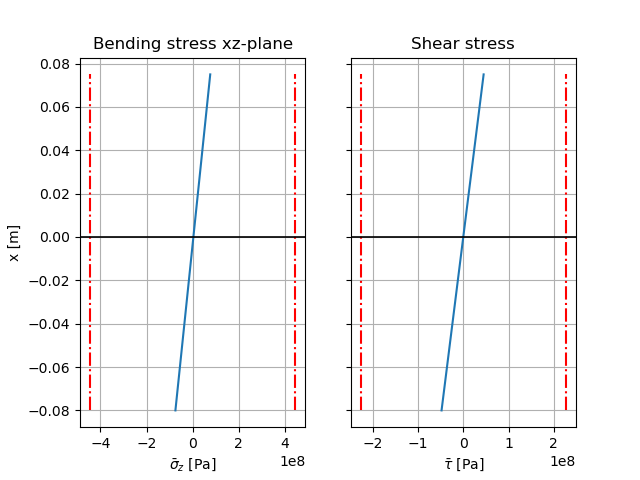 Bending stress xz-plane
Shear stress
0.08
0.06
0.04
0.02
0.00
−0.02
−0.04
−0.06
−0.08
x [m]
−4 −2 0 2 4
1e8
σ̄z [Pa]
−2 −1 0 1 2
1e8
τ̄ [Pa]